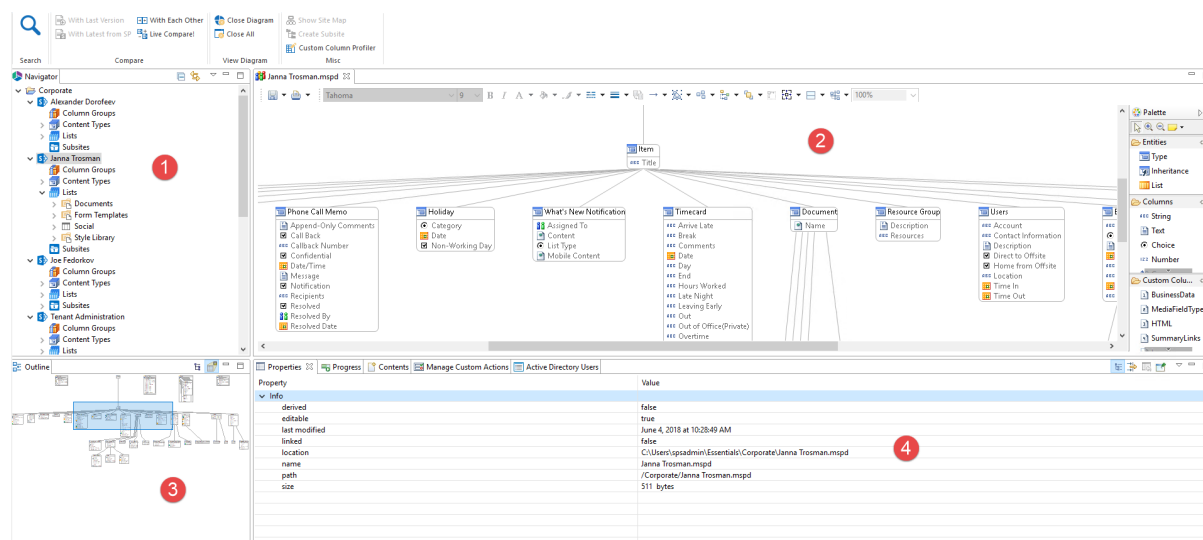 With Last Version
With Each Other
Close Diagram
Show Site Map
With Latest from SP
Live Compare!
Close All
Create Subsite
Custom Column Profiler
Search
Compare
View Diagram
Misc
Navigator
Corporate
Alexander Dorofeev
Column Groups
Content Types
Lists
Subsites
Janna Trosman
Column Groups
Content Types
Lists
Documents
Form Templates
Social
Style Library
Subsites
Joe Fedorkov
Column Groups
Content Types
Lists
Subsites
Tenant Administration
Column Groups
Content Types
Lists
1
Janna Trosman.mspd
Tahoma
9
B I A
100%
2
Item
Title
Phone Call Memo
Append-Only Comments
Call Back
Callback Number
Confidential
Date/Time
Message
Notification
Recipients
Resolved
Resolved By
Resolved Date
Holiday
Category
Date
Non-Working Day
What's New Notification
Assigned To
Content
List Type
Mobile Content
Timecard
Arrive Late
Break
Comments
Date
Day
End
Hours Worked
Late Night
Leaving Early
Out
Out of Office(Private)
Overtime
Document
Name
Resource Group
Description
Resources
Users
Account
Contact Information
Description
Direct to Offsite
Home from Offsite
Location
Time In
Time Out
Palette
Entities
Type
Inheritance
List
Columns
String
Text
Choice
Number
Custom Colu...
BusinessData
MediaFieldType
HTML
SummaryLinks
Outline
3
Properties
Progress
Contents
Manage Custom Actions
Active Directory Users
Property Value
Info
derived false
editable true
last modified June 4, 2018 at 10:28:49 AM
linked false
location C:\Users\spsadmin\Essentials\Corporate\Janna Trosman.mspd
name Janna Trosman.mspd
path /Corporate/Janna Trosman.mspd
size 511 bytes
4